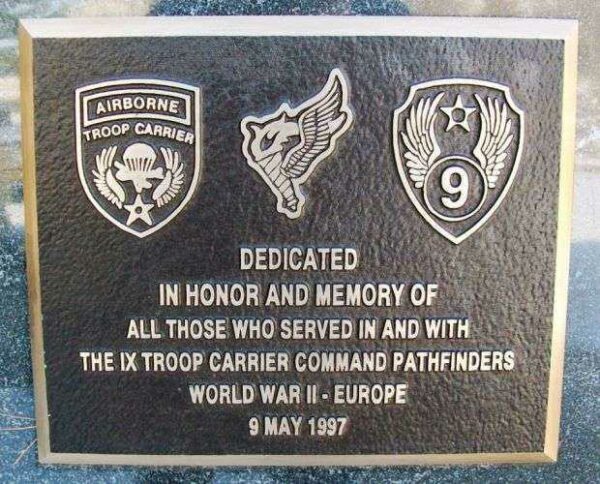 AIRBORNE
TROOP CARRIER
9
DEDICATED
IN HONOR AND MEMORY OF
ALL THOSE WHO SERVED IN AND WITH
THE IX TROOP CARRIER COMMAND PATHFINDERS
WORLD WAR II - EUROPE
9 MAY 1997